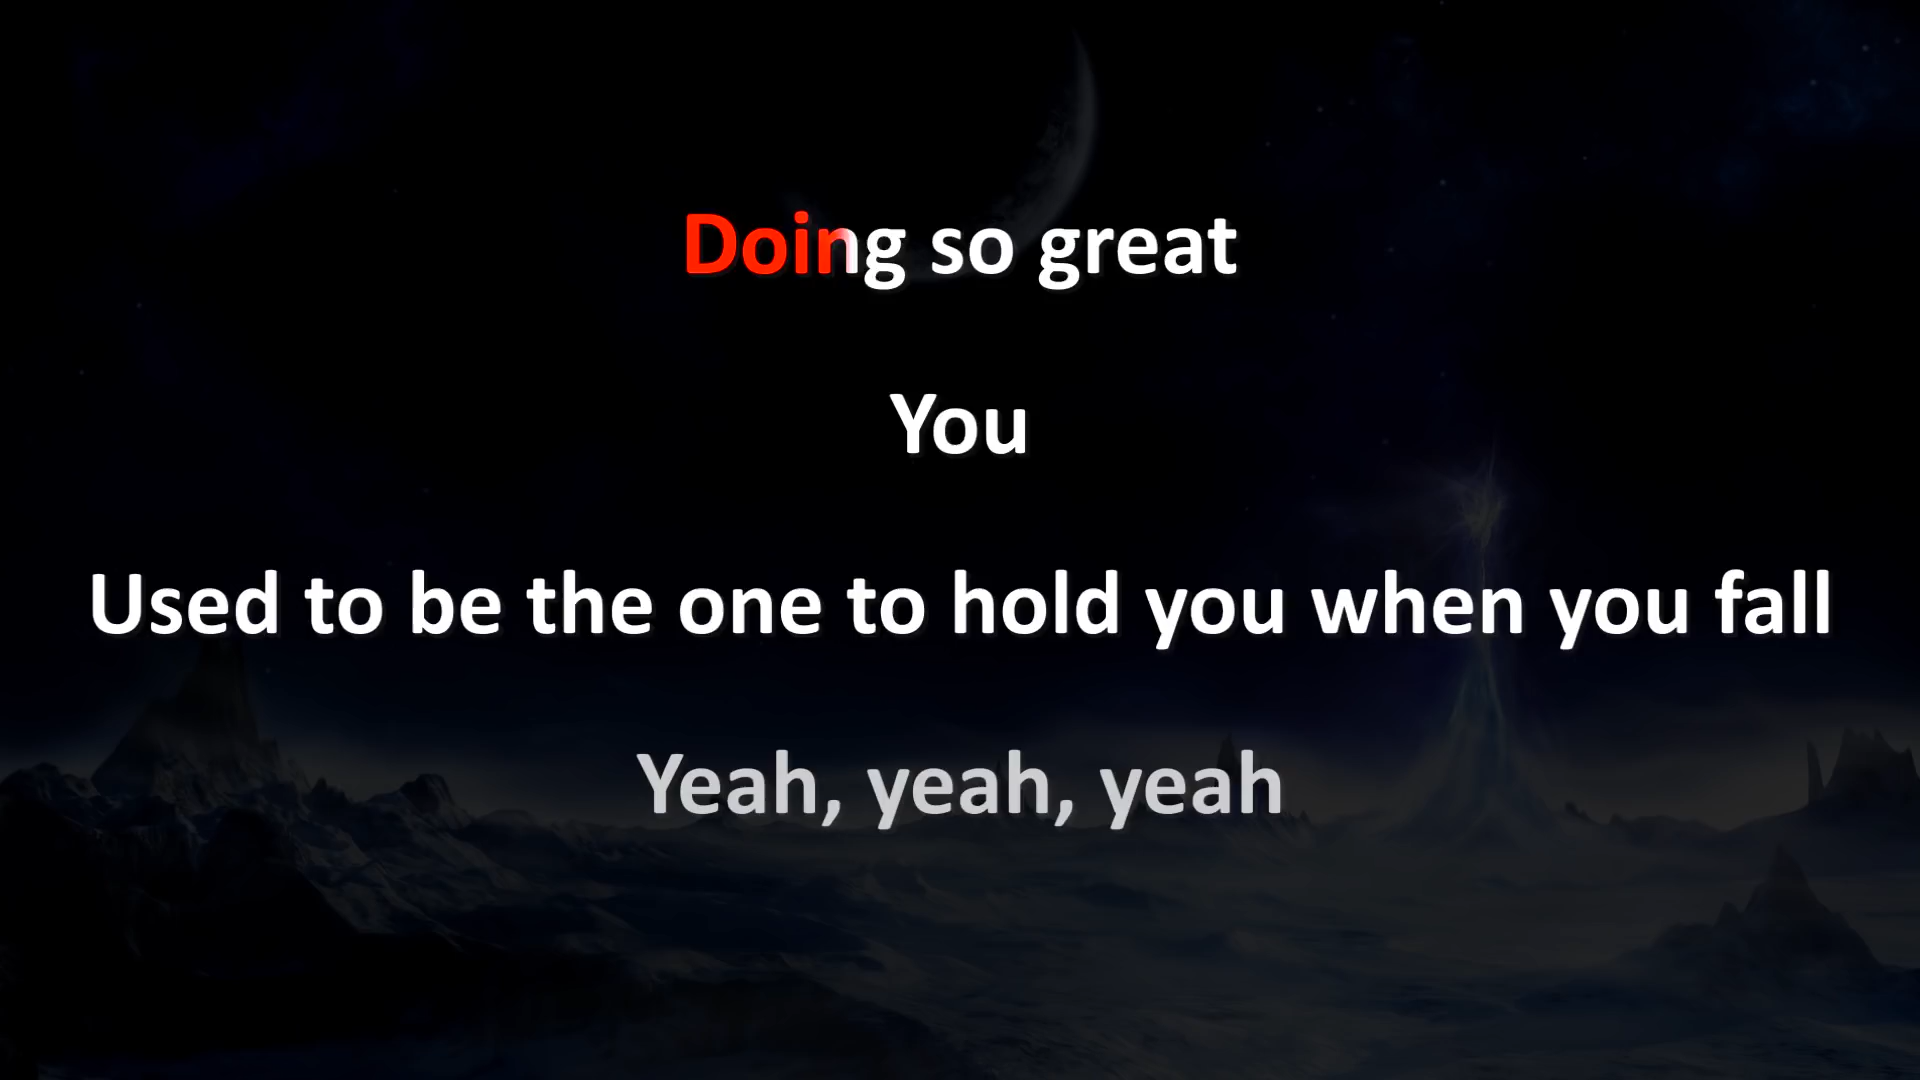 Doing so great
You
Used to be the one to hold you when you fall
Yeah, yeah, yeah